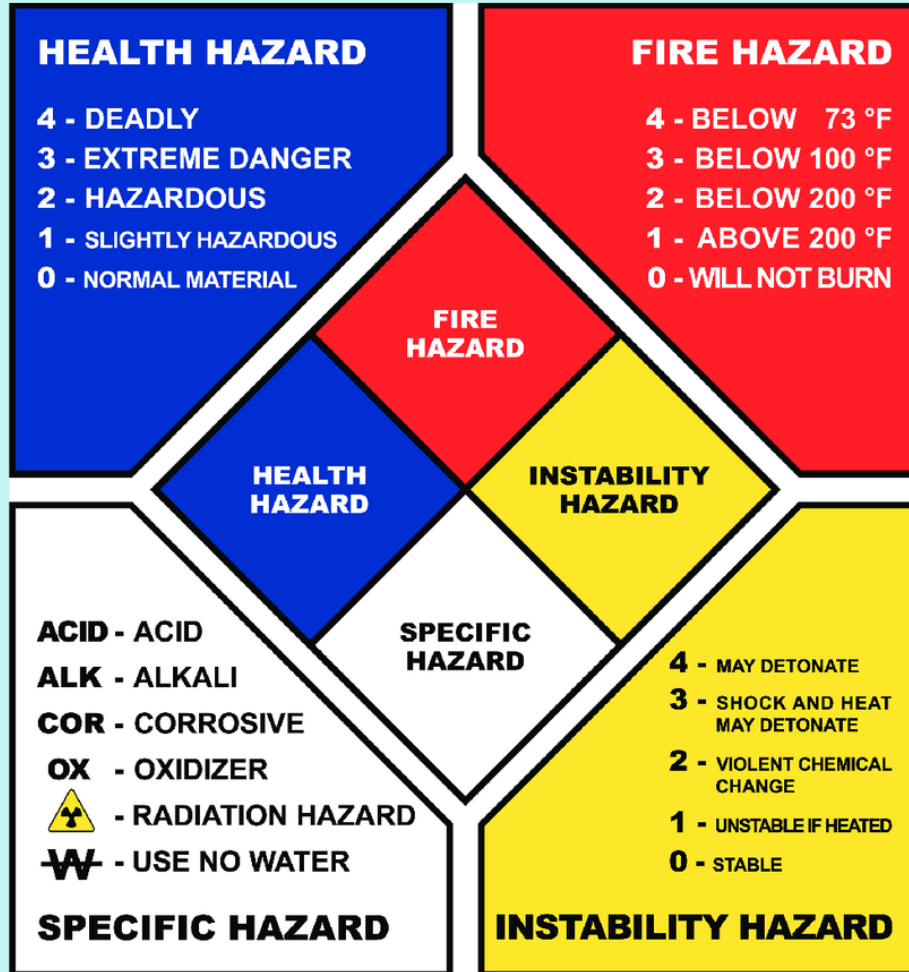 HEALTH HAZARD
4 - DEADLY
3 - EXTREME DANGER
2 - HAZARDOUS
1 - SLIGHTLY HAZARDOUS
0 - NORMAL MATERIAL
FIRE HAZARD
4 - BELOW 73 °F
3 - BELOW 100 °F
2 - BELOW 200 °F
1 - ABOVE 200 °F
0 - WILL NOT BURN
FIRE
HAZARD
HEALTH
HAZARD
INSTABILITY
HAZARD
SPECIFIC
HAZARD
ACID - ACID
ALK - ALKALI
COR - CORROSIVE
OX - OXIDIZER
- RADIATION HAZARD
W - USE NO WATER
SPECIFIC HAZARD
4 - MAY DETONATE
3 - SHOCK AND HEAT
MAY DETONATE
2 - VIOLENT CHEMICAL
CHANGE
1 - UNSTABLE IF HEATED
0 - STABLE
INSTABILITY HAZARD